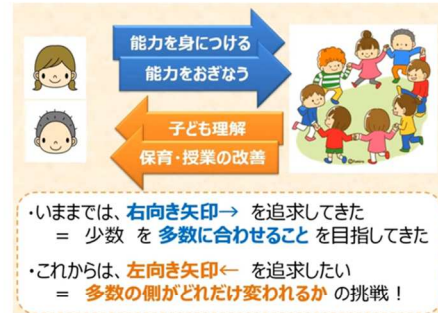 能力を身につける
能力をおぎなう
子ども理解
保育・授業の改善
・いままでは、右向き矢印→ を追求してきた
= 少数 を 多数に合わせること を目指してきた
・これからは、左向き矢印← を追求したい
= 多数の側がどれだけ変われるか の挑戦！